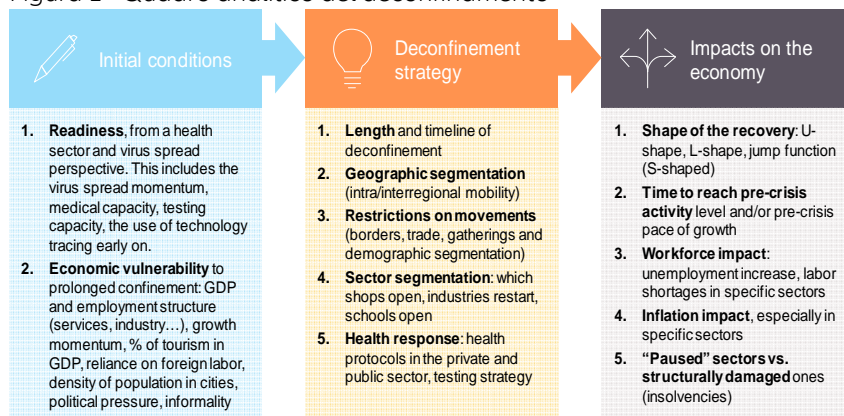 Figura 1 - Quadro analítico del deconfinamento
Initial conditions
1. Readiness, from a health
sector and virus spread
perspective. This includes the
virus spread momentum,
medical capacity, testing
capacity, the use of technology
tracing early on.
2. Economic vulnerability to
prolonged confinement: GDP
and employment structure
(services, industry…), growth
momentum, % of tourism in
GDP, reliance on foreign labor,
density of population in cities,
political pressure, informality
Deconfinement
strategy
1. Length and timeline of
deconfinement
2. Geographic segmentation
(intra/interregional mobility)
3. Restrictions on movements
(borders, trade, gatherings and
demographic segmentation)
4. Sector segmentation: which
shops open, industries restart,
schools open
5. Health response: health
protocols in the private and
public sector, testing strategy
Impacts on the
economy
1. Shape of the recovery: U-
shape, L-shape, jump function
(S-shaped)
2. Time to reach pre-crisis
activity level and/or pre-crisis
pace of growth
3. Workforce impact:
unemployment increase, labor
shortages in specific sectors
4. Inflation impact, especially in
specific sectors
5. “Paused” sectors vs.
structurally damaged ones
(insolvencies)